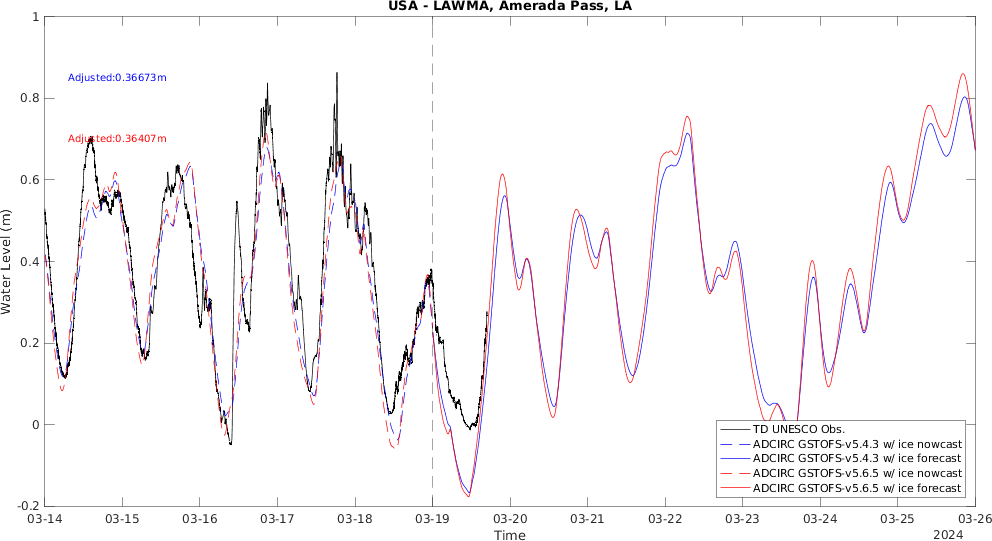 USA - LAWMA, Amerada Pass, LA
1
0.8
0.6
0.4
0.2
0
-0.2
Water Level (m)
Adjusted:0.36673m
Adjusted:0.36407m
TD UNESCO Obs.
ADCIRC GSTOFS-v5.4.3 w/ ice nowcast
ADCIRC GSTOFS-v5.4.3 w/ ice forecast
ADCIRC GSTOFS-v5.6.5 w/ ice nowcast
ADCIRC GSTOFS-v5.6.5 w/ ice forecast
03-14 03-15 03-16 03-17 03-18 03-19 03-20 03-21 03-22 03-23 03-24 03-25 03-26
Time
2024